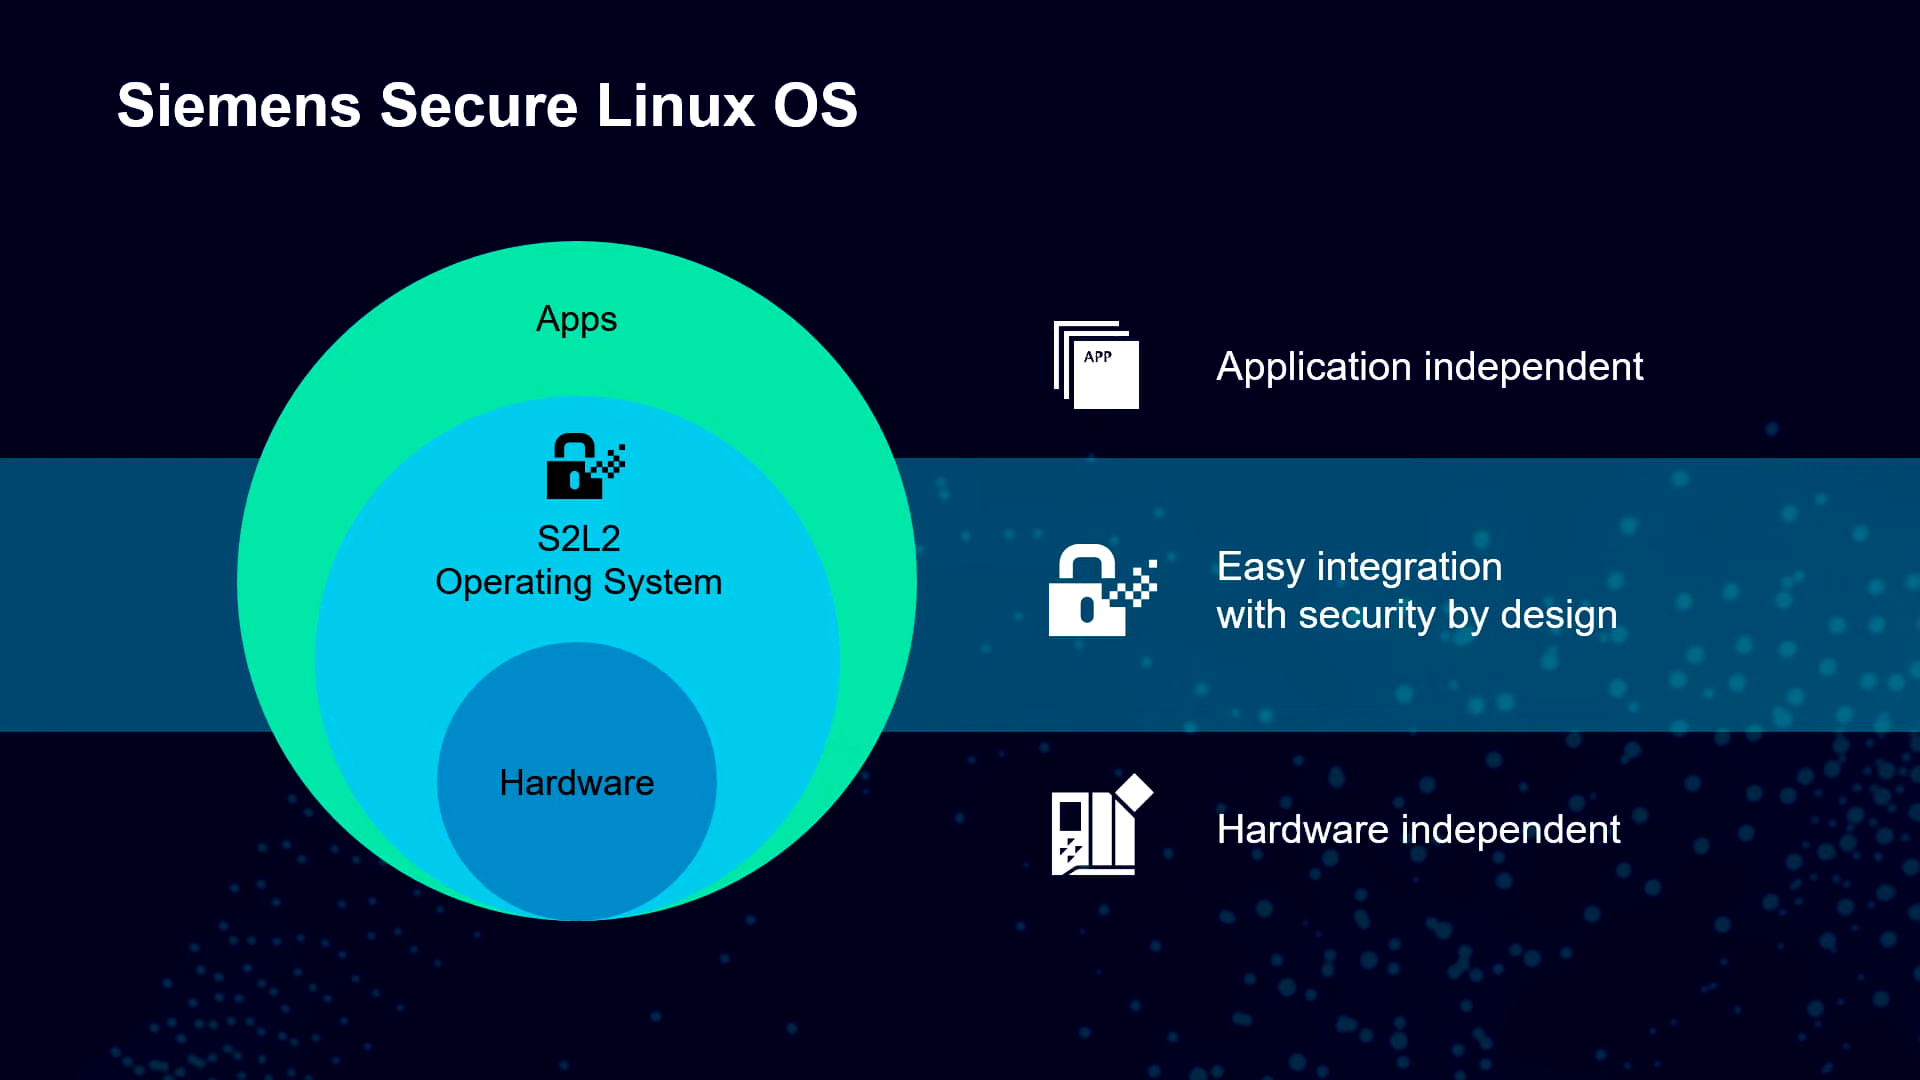 Siemens Secure Linux OS
Apps
S2L2
Operating System
Hardware
APP
Application independent
Easy integration
with security by design
Hardware independent